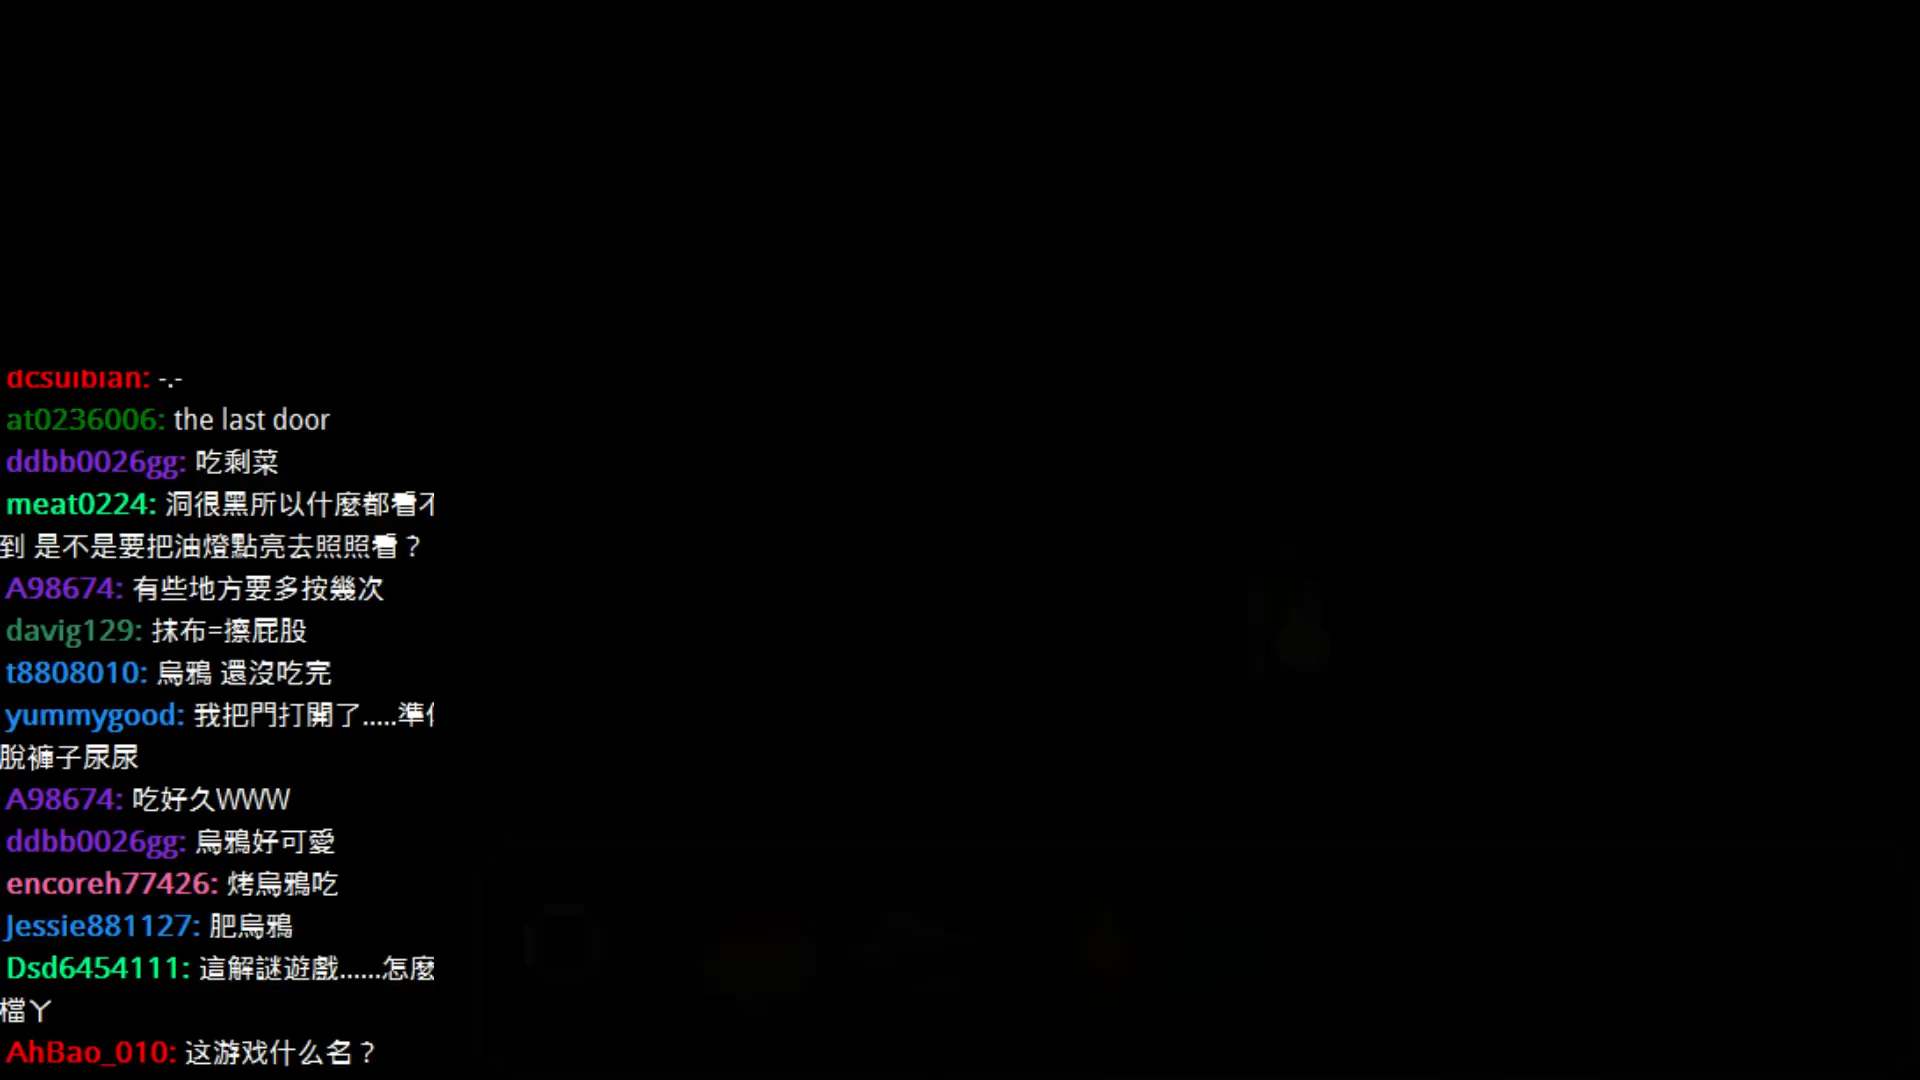 dcsuibian: -.-
at0236006: the last door
ddbb0026gg: 吃剩菜
meat0224: 洞很黑所以什麼都看不
到 是不是要把油燈點亮去照照看？
A98674: 有些地方要多按幾次
davig129: 抹布=擦屁股
t8808010: 烏鴉 還沒吃完
yummygood: 我把門打開了.....準
脫褲子尿尿
A98674: 吃好久WWW
ddbb0026gg: 烏鴉好可愛
encoreh77426: 烤烏鴉吃
Jessie881127: 肥烏鴉
Dsd6454111: 這解謎遊戲......怎麼
檔丫
AhBao_010: 这游戏什么名？